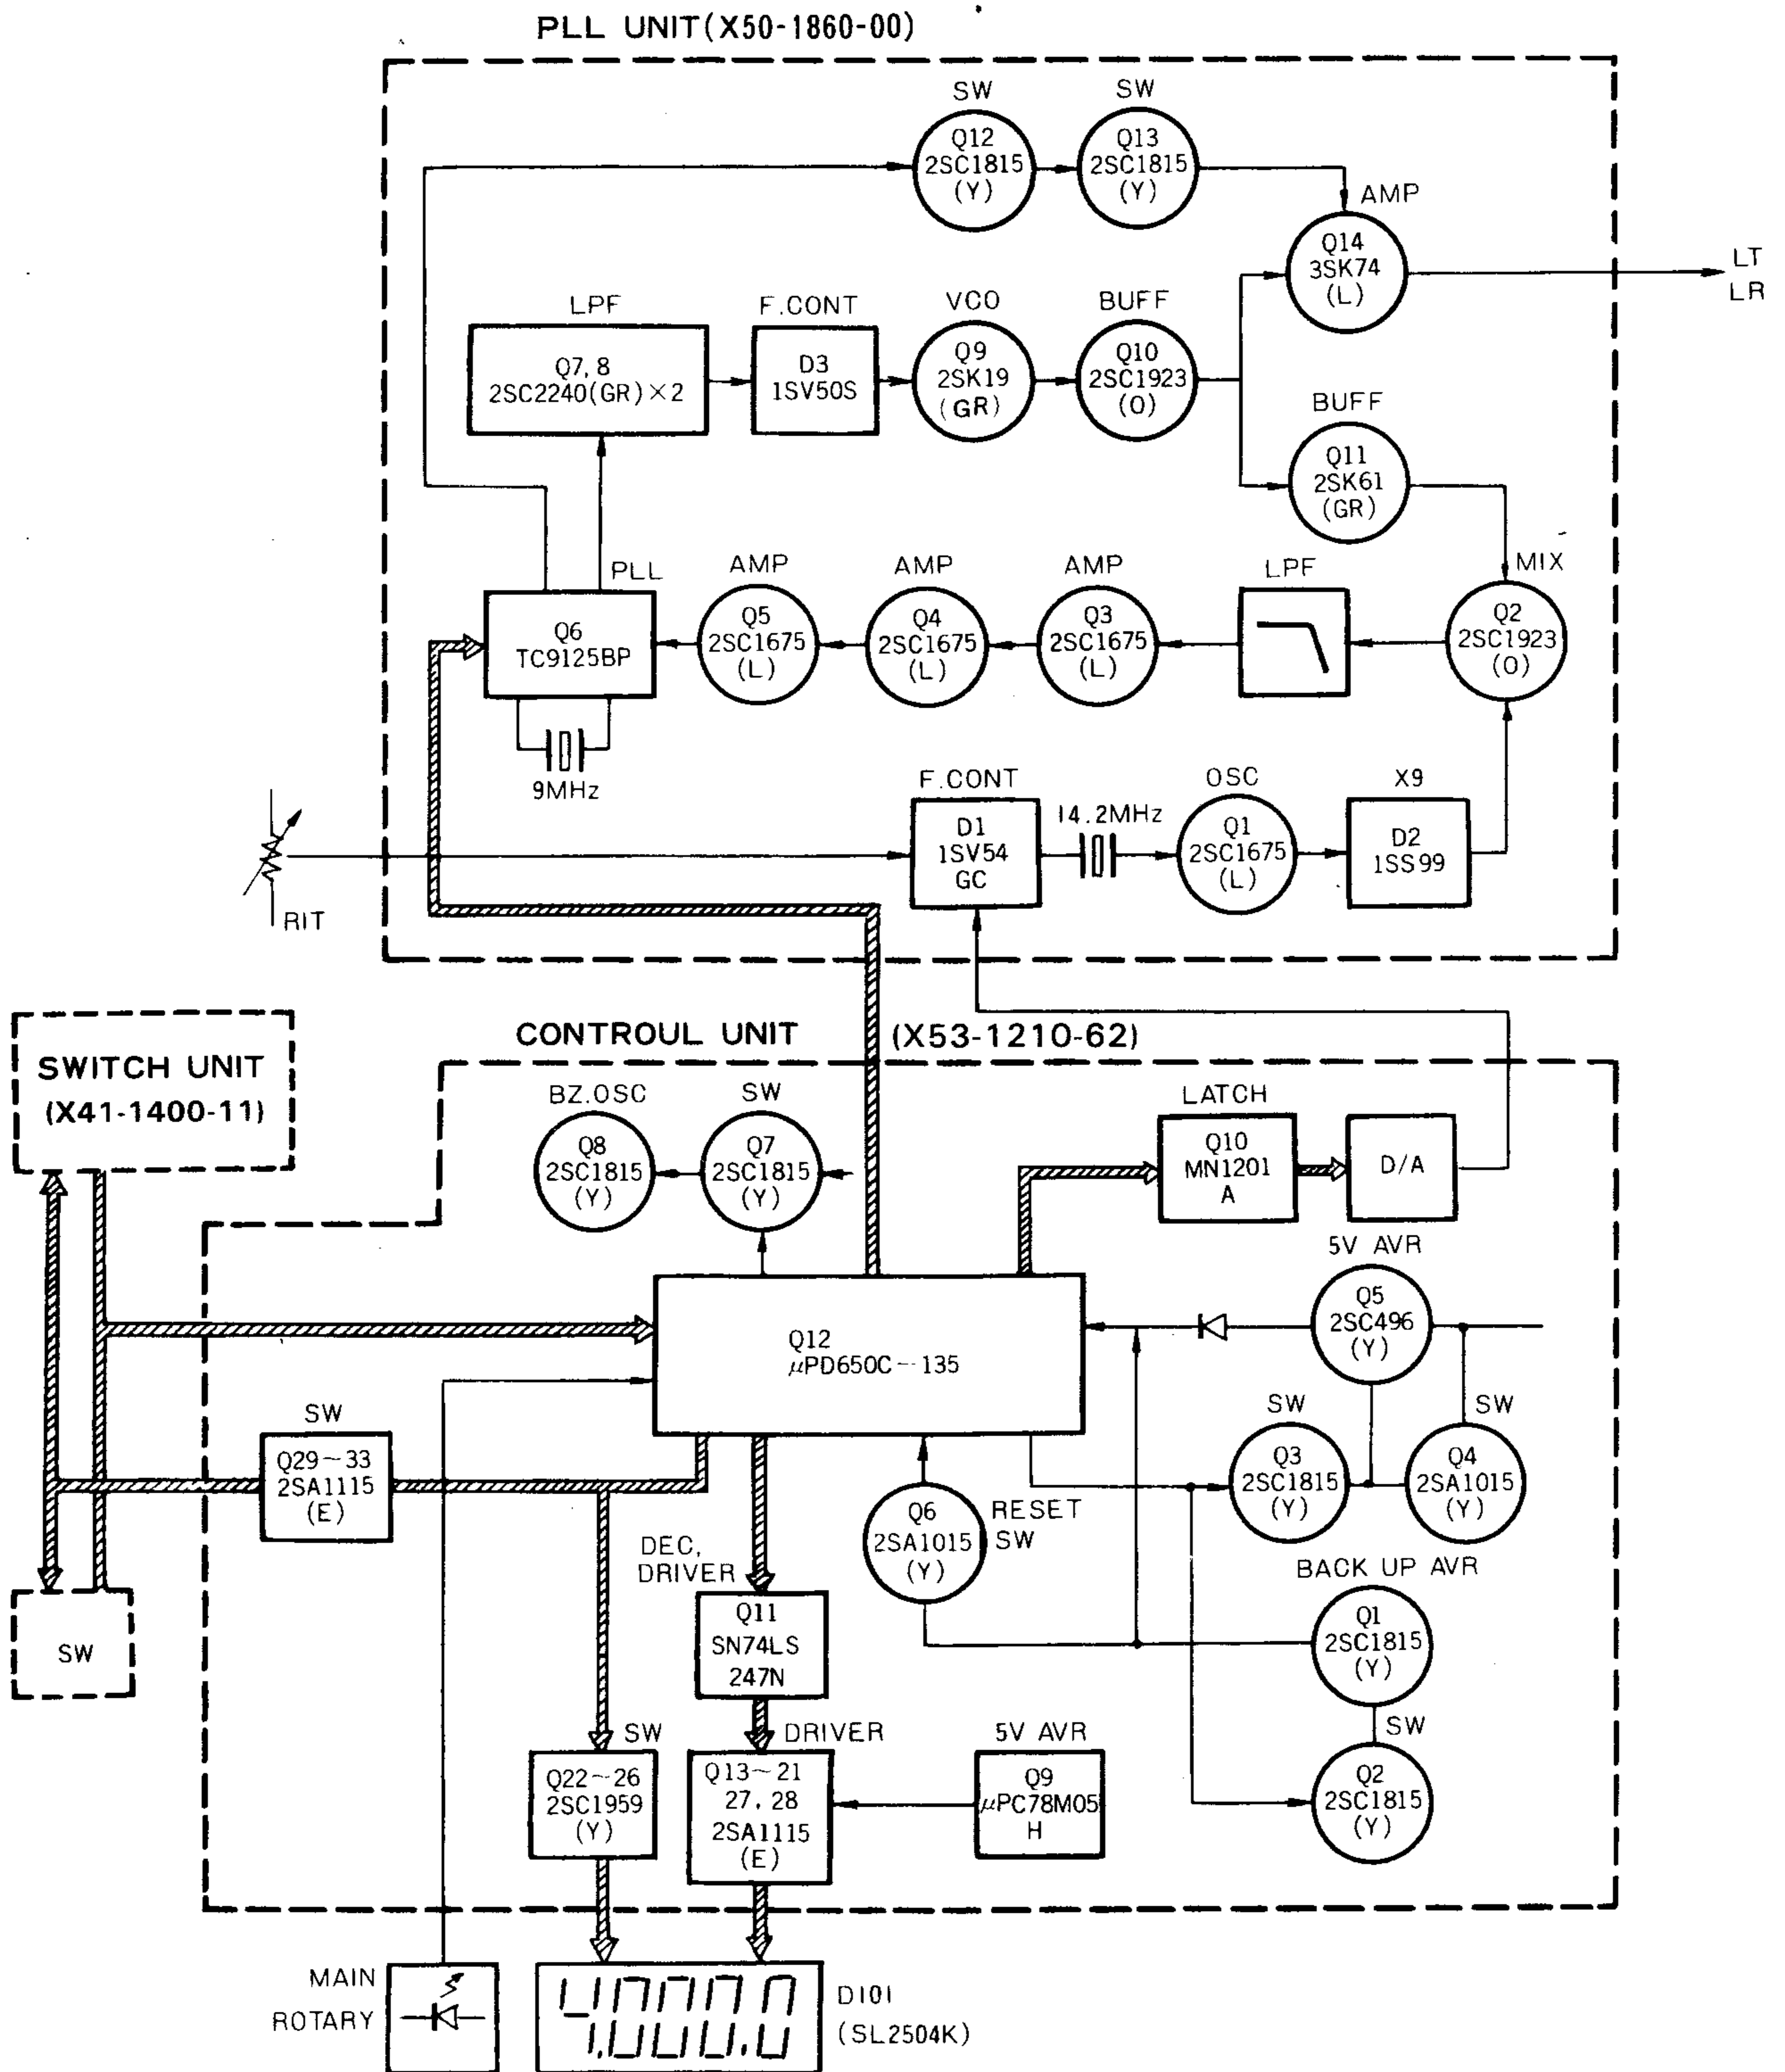 PLL UNIT(X50-1860-00)
SW
SW
Q12
2SC1815
(Y)
Q13
2SC1815
(Y)
AMP
Q14
3SK74
(L)
LT
LR
LPF
F.CONT
VCO
BUFF
Q7,8
2SC2240(GR)×2
D3
1SV50S
Q9
2SK19
(GR)
Q10
2SC1923
(O)
BUFF
Q11
2SK61
(GR)
PLL
AMP
AMP
AMP
LPF
MIX
Q6
TC9125BP
Q5
2SC1675
(L)
Q4
2SC1675
(L)
Q3
2SC1675
(L)
Q2
2SC1923
(O)
9MHz
F.CONT
14.2MHz
OSC
X9
D1
1SV54
GC
Q1
2SC1675
(L)
D2
1SS99
RIT
CONTROUL UNIT (X53-1210-62)
SWITCH UNIT
(X41-1400-11)
BZ.OSC
SW
LATCH
Q8
2SC1815
(Y)
Q7
2SC1815
(Y)
Q10
MN1201
A
D/A
5V AVR
Q5
2SC496
(Y)
Q12
μPD650C-135
SW
SW
SW
Q29~33
2SA1115
(E)
Q3
2SC1815
(Y)
Q4
2SA1015
(Y)
Q6
2SA1015
(Y)
RESET
SW
DEC,
DRIVER
BACK UP AVR
Q11
SN74LS
247N
Q1
2SC1815
(Y)
SW
SW
DRIVER
5V AVR
SW
Q22~26
2SC1959
(Y)
Q13~21
27, 28
2SA1115
(E)
Q9
μPC78M05
H
Q2
2SC1815
(Y)
MAIN
ROTARY
4.000.0
D101
(SL2504K)